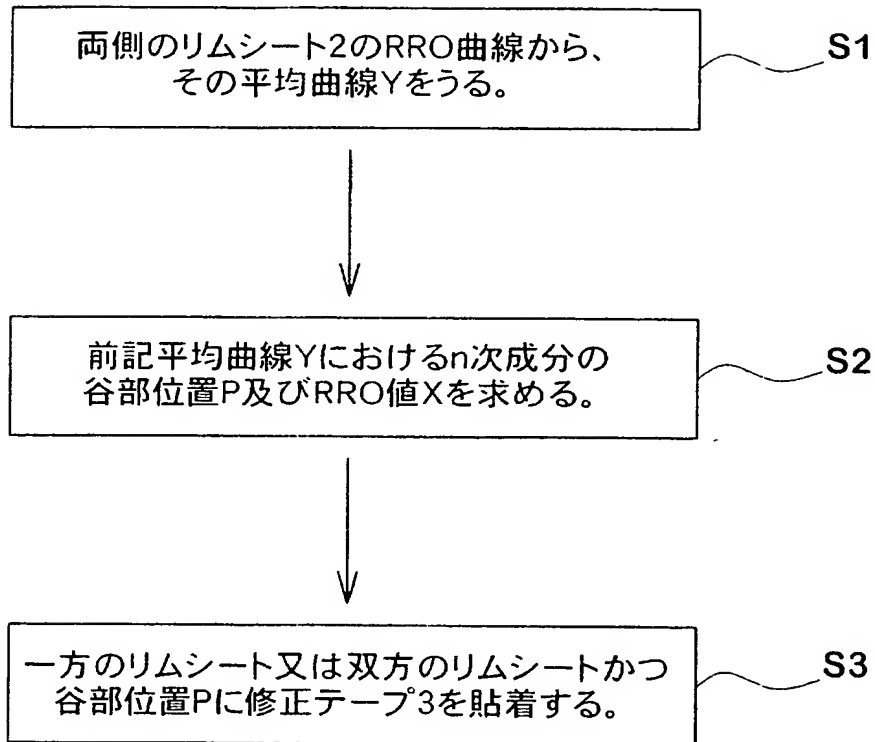 両側のリムシート2のRRO曲線から、
その平均曲線Yをうる。
S1
前記平均曲線Yにおけるn次成分の
谷部位置P及びRRO値Xを求める。
S2
一方のリムシート又は双方のリムシートかつ
谷部位置Pに修正テープ3を貼着する。
S3